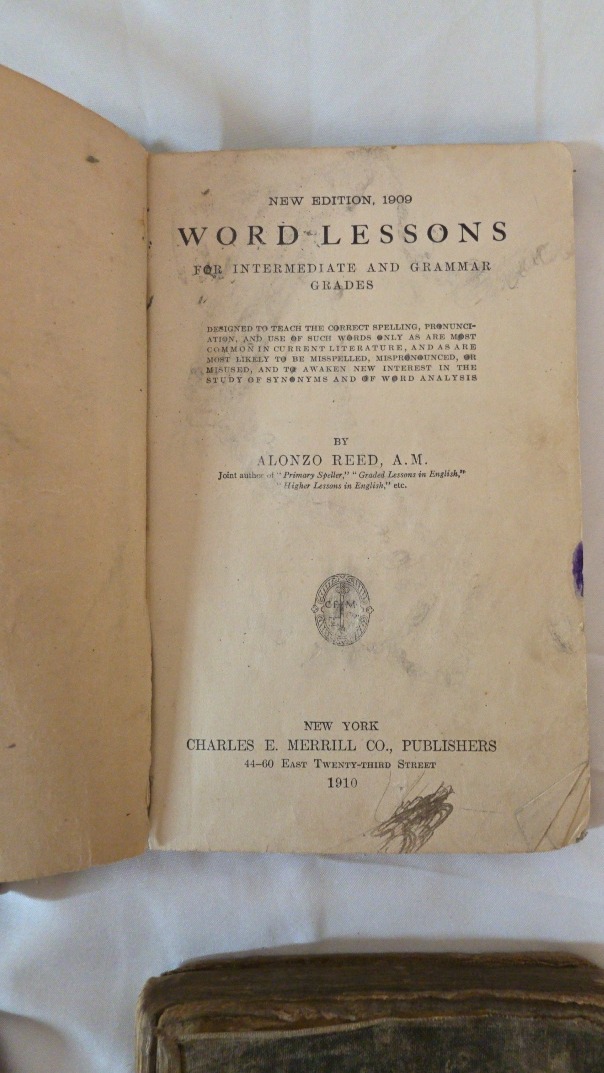 NEW EDITION, 1909
WORD LESSONS
FOR INTERMEDIATE AND GRAMMAR
GRADES
DESIGNED TO TEACH THE CORRECT SPELLING, PRONUNCI-
ATION, AND USE OF SUCH WORDS ONLY AS ARE MOST
COMMON IN CURRENT LITERATURE, AND AS ARE
MOST LIKELY TO BE MISSPELLED, MISPRONOUNCED, OR
MISUSED, AND TO AWAKEN NEW INTEREST IN THE
STUDY OF SYNONYMS AND OF WORD ANALYSIS
BY
ALONZO REED, A.M.
Joint author of "Primary Speller," "Graded Lessons in English,"
"Higher Lessons in English," etc.
C E M
NEW YORK
CHARLES E. MERRILL CO., PUBLISHERS
44–60 EAST TWENTY-THIRD STREET
1910